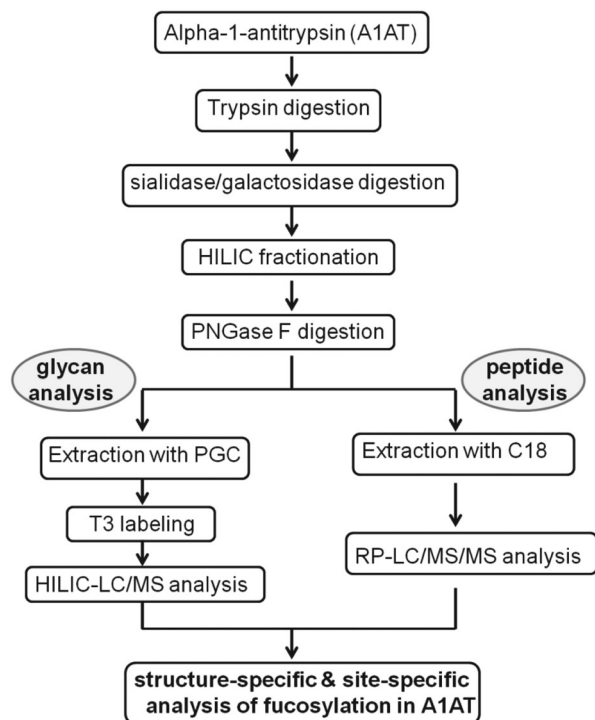 Alpha-1-antitrypsin (A1AT)
Trypsin digestion
sialidase/galactosidase digestion
HILIC fractionation
PNGase F digestion
glycan
analysis
peptide
analysis
Extraction with PGC
Extraction with C18
T3 labeling
RP-LC/MS/MS analysis
HILIC-LC/MS analysis
structure-specific & site-specific
analysis of fucosylation in A1AT